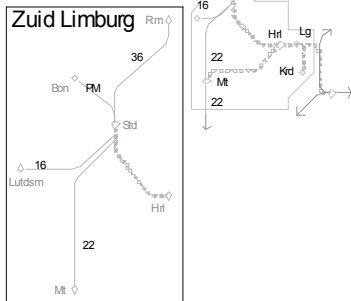 Zuid Limburg
Rm
36
Bon
PM
Std
16
Lutdsm
Hrl
22
Mt
16
Hrl
Lg
22
Mt
Krd
22